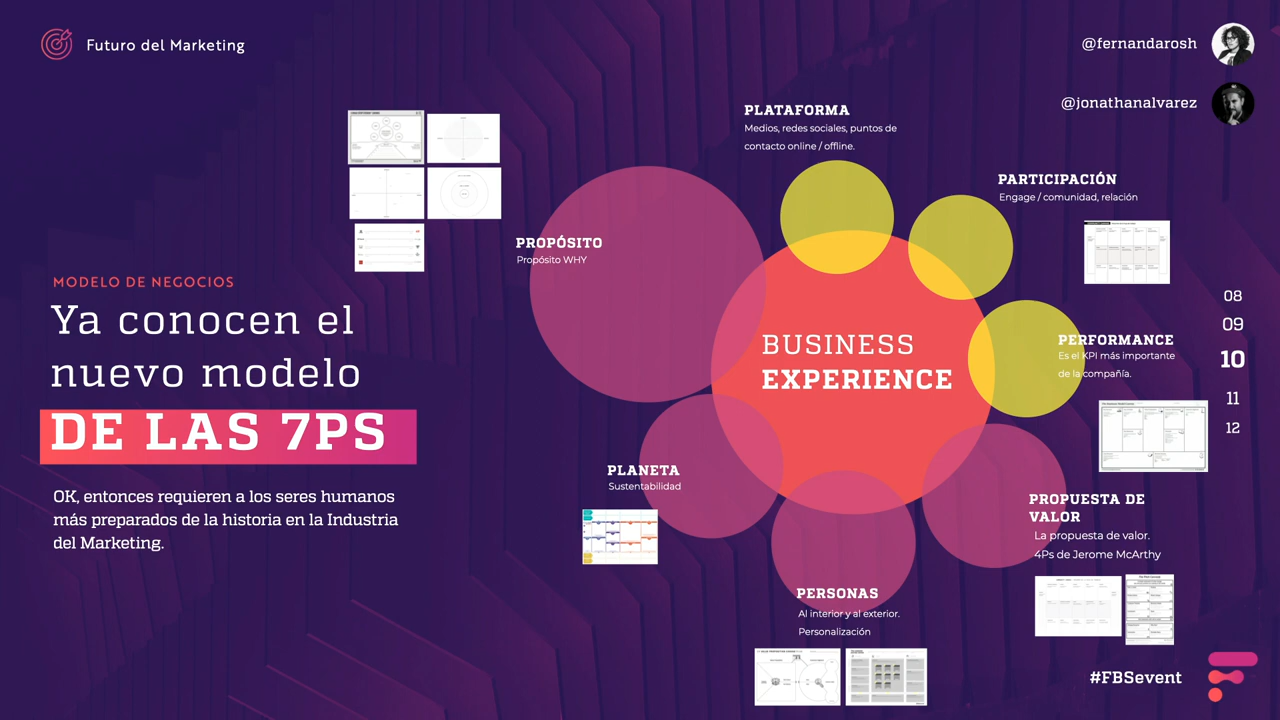 Futuro del Marketing
@fernandarosh
@jonathanalvarez
MODELO DE NEGOCIOS
Ya conocen el
nuevo modelo
DE LAS 7PS
OK, entonces requieren a los seres humanos
más preparados de la historia en la Industria
del Marketing.
PROPÓSITO
Propósito WHY
PLATAFORMA
Medios, redes sociales, puntos de
contacto online / offline.
PARTICIPACIÓN
Engage / comunidad, relación
BUSINESS
EXPERIENCE
PERFORMANCE
Es el KPI más importante
de la compañía.
08
09
10
11
12
PLANETA
Sustentabilidad
PROPUESTA DE
VALOR
La propuesta de valor.
4Ps de Jerome McArthy
PERSONAS
Al interior y al exterior.
Personalización
#FBSevent